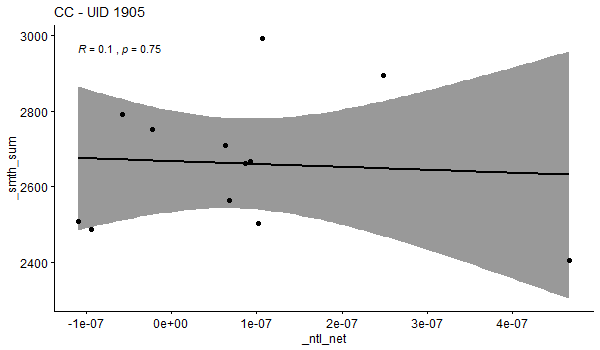 CC - UID 1905
R = 0.1 , p = 0.75
3000
2800
2600
2400
_smth_sum
-1e-07 0e+00 1e-07 2e-07 3e-07 4e-07
_ntl_net